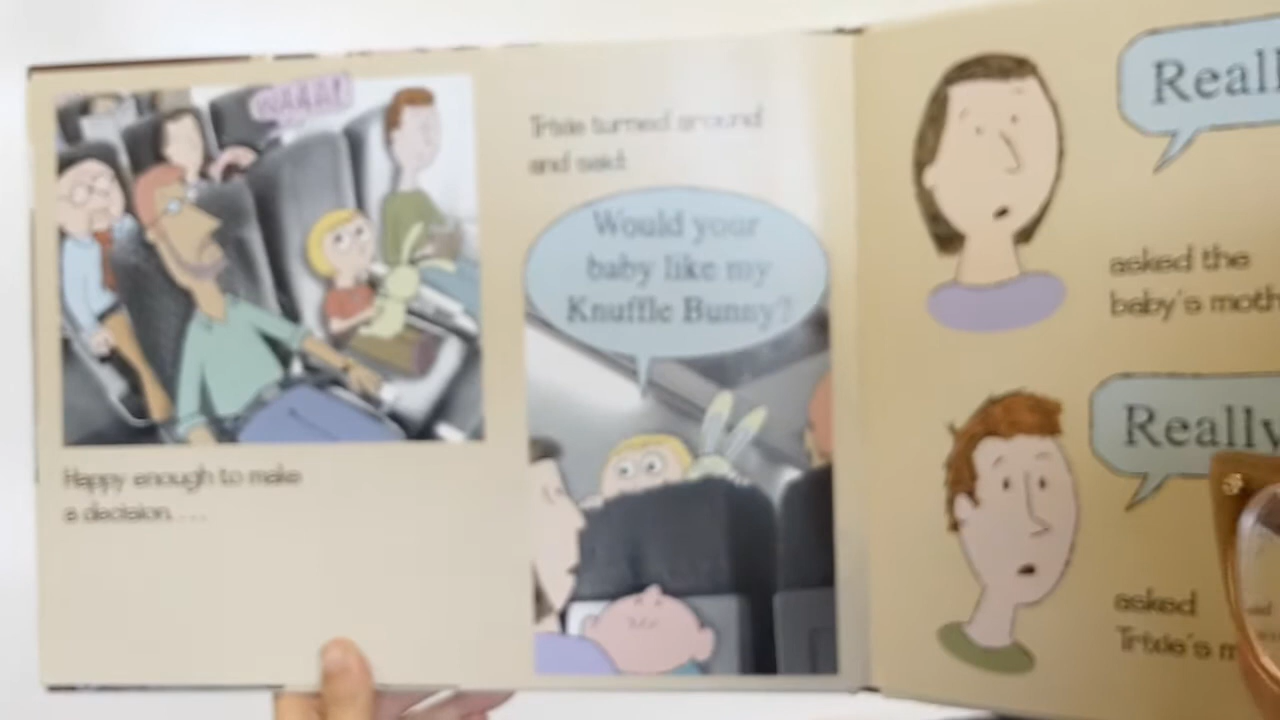 WAAAA!
Happy enough to make
a decision....
Trixie turned around
and said:
Would your
baby like my
Knuffle Bunny?
Reall
asked the
baby's moth
Really
asked
Trixie's m